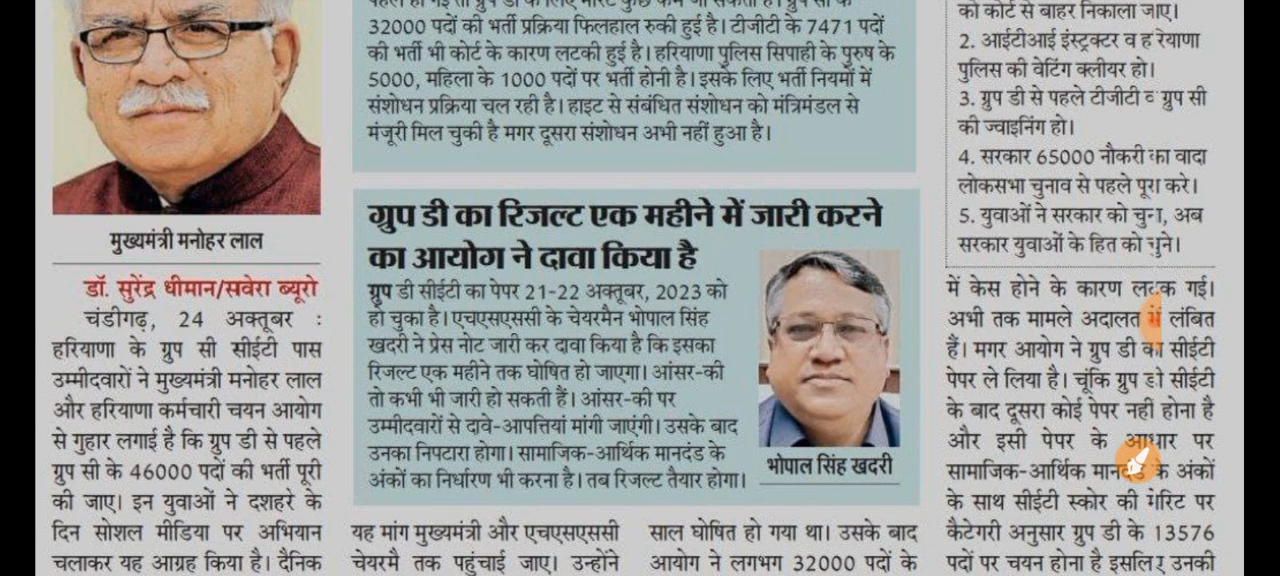 मुख्यमंत्री मनोहर लाल
डॉ. सुरेंद्र धीमान/सवेरा ब्यूरो
चंडीगढ़, 24 अक्तूबर :
हरियाणा के ग्रुप सी सीईटी पास
उम्मीदवारों ने मुख्यमंत्री मनोहर लाल
और हरियाणा कर्मचारी चयन आयोग
से गुहार लगाई है कि ग्रुप डी से पहले
ग्रुप सी के 46000 पदों की भर्ती पूरी
की जाए। इन युवाओं ने दशहरे के
दिन सोशल मीडिया पर अभियान
चलाकर यह आग्रह किया है। दैनिक
पहले हो गई तो ग्रुप डी के लिए मेरिट कुछ कम जा सकती है। ग्रुप सी के
32000 पदों की भर्ती प्रक्रिया फिलहाल रुकी हुई है। टीजीटी के 7471 पदों
की भर्ती भी कोर्ट के कारण लटकी हुई है। हरियाणा पुलिस सिपाही के पुरुष के
5000, महिला के 1000 पदों पर भर्ती होनी है। इसके लिए भर्ती नियमों में
संशोधन प्रक्रिया चल रही है। हाइट से संबंधित संशोधन को मंत्रिमंडल से
मंजूरी मिल चुकी है मगर दूसरा संशोधन अभी नहीं हुआ है।
ग्रुप डी का रिजल्ट एक महीने में जारी करने
का आयोग ने दावा किया है
ग्रुप डी सीईटी का पेपर 21-22 अक्तूबर, 2023 को
हो चुका है। एचएसएससी के चेयरमैन भोपाल सिंह
खदरी ने प्रेस नोट जारी कर दावा किया है कि इसका
रिजल्ट एक महीने तक घोषित हो जाएगा। आंसर-की
तो कभी भी जारी हो सकती हैं। आंसर-की पर
उम्मीदवारों से दावे-आपत्तियां मांगी जाएंगी। उसके बाद
उनका निपटारा होगा। सामाजिक-आर्थिक मानदंड के
अंकों का निर्धारण भी करना है। तब रिजल्ट तैयार होगा।
भोपाल सिंह खदरी
यह मांग मुख्यमंत्री और एचएसएससी
चेयरमै तक पहुंचाई जाए। उन्होंने
साल घोषित हो गया था। उसके बाद
आयोग ने लगभग 32000 पदों के
को कोर्ट से बाहर निकाला जाए।
2. आईटीआई इंस्ट्रक्टर व हरियाणा
पुलिस की वेटिंग क्लीयर हो।
3. ग्रुप डी से पहले टीजीटी व ग्रुप सी
की ज्वाइनिंग हो।
4. सरकार 65000 नौकरी का वादा
लोकसभा चुनाव से पहले पूरा करे।
5. युवाओं ने सरकार को चुना, अब
सरकार युवाओं के हित को चुने।
में केस होने के कारण लटक गई।
अभी तक मामले अदालत में लंबित
हैं। मगर आयोग ने ग्रुप डी का सीईटी
पेपर ले लिया है। चूंकि ग्रुप डी सीईटी
के बाद दूसरा कोई पेपर नहीं होना है
और इसी पेपर के आधार पर
सामाजिक-आर्थिक मानदंड के अंकों
के साथ सीईटी स्कोर की मेरिट पर
कैटेगरी अनुसार ग्रुप डी के 13576
पदों पर चयन होना है इसलिए उनकी